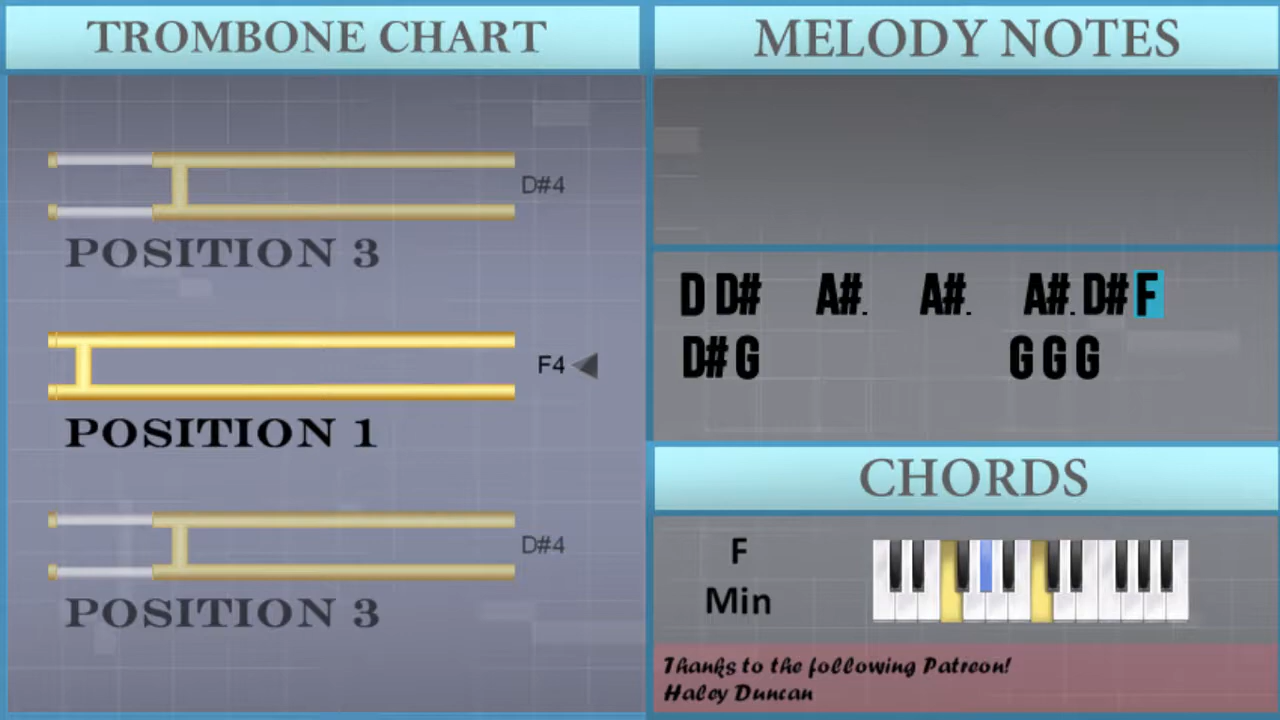 TROMBONE CHART
D#4
POSITION 3
F4
POSITION 1
D#4
POSITION 3
MELODY NOTES
D D# A#. A#. A#. D# F
D# G G G G
CHORDS
F
Min
Thanks to the following Patreon!
Haley Duncan